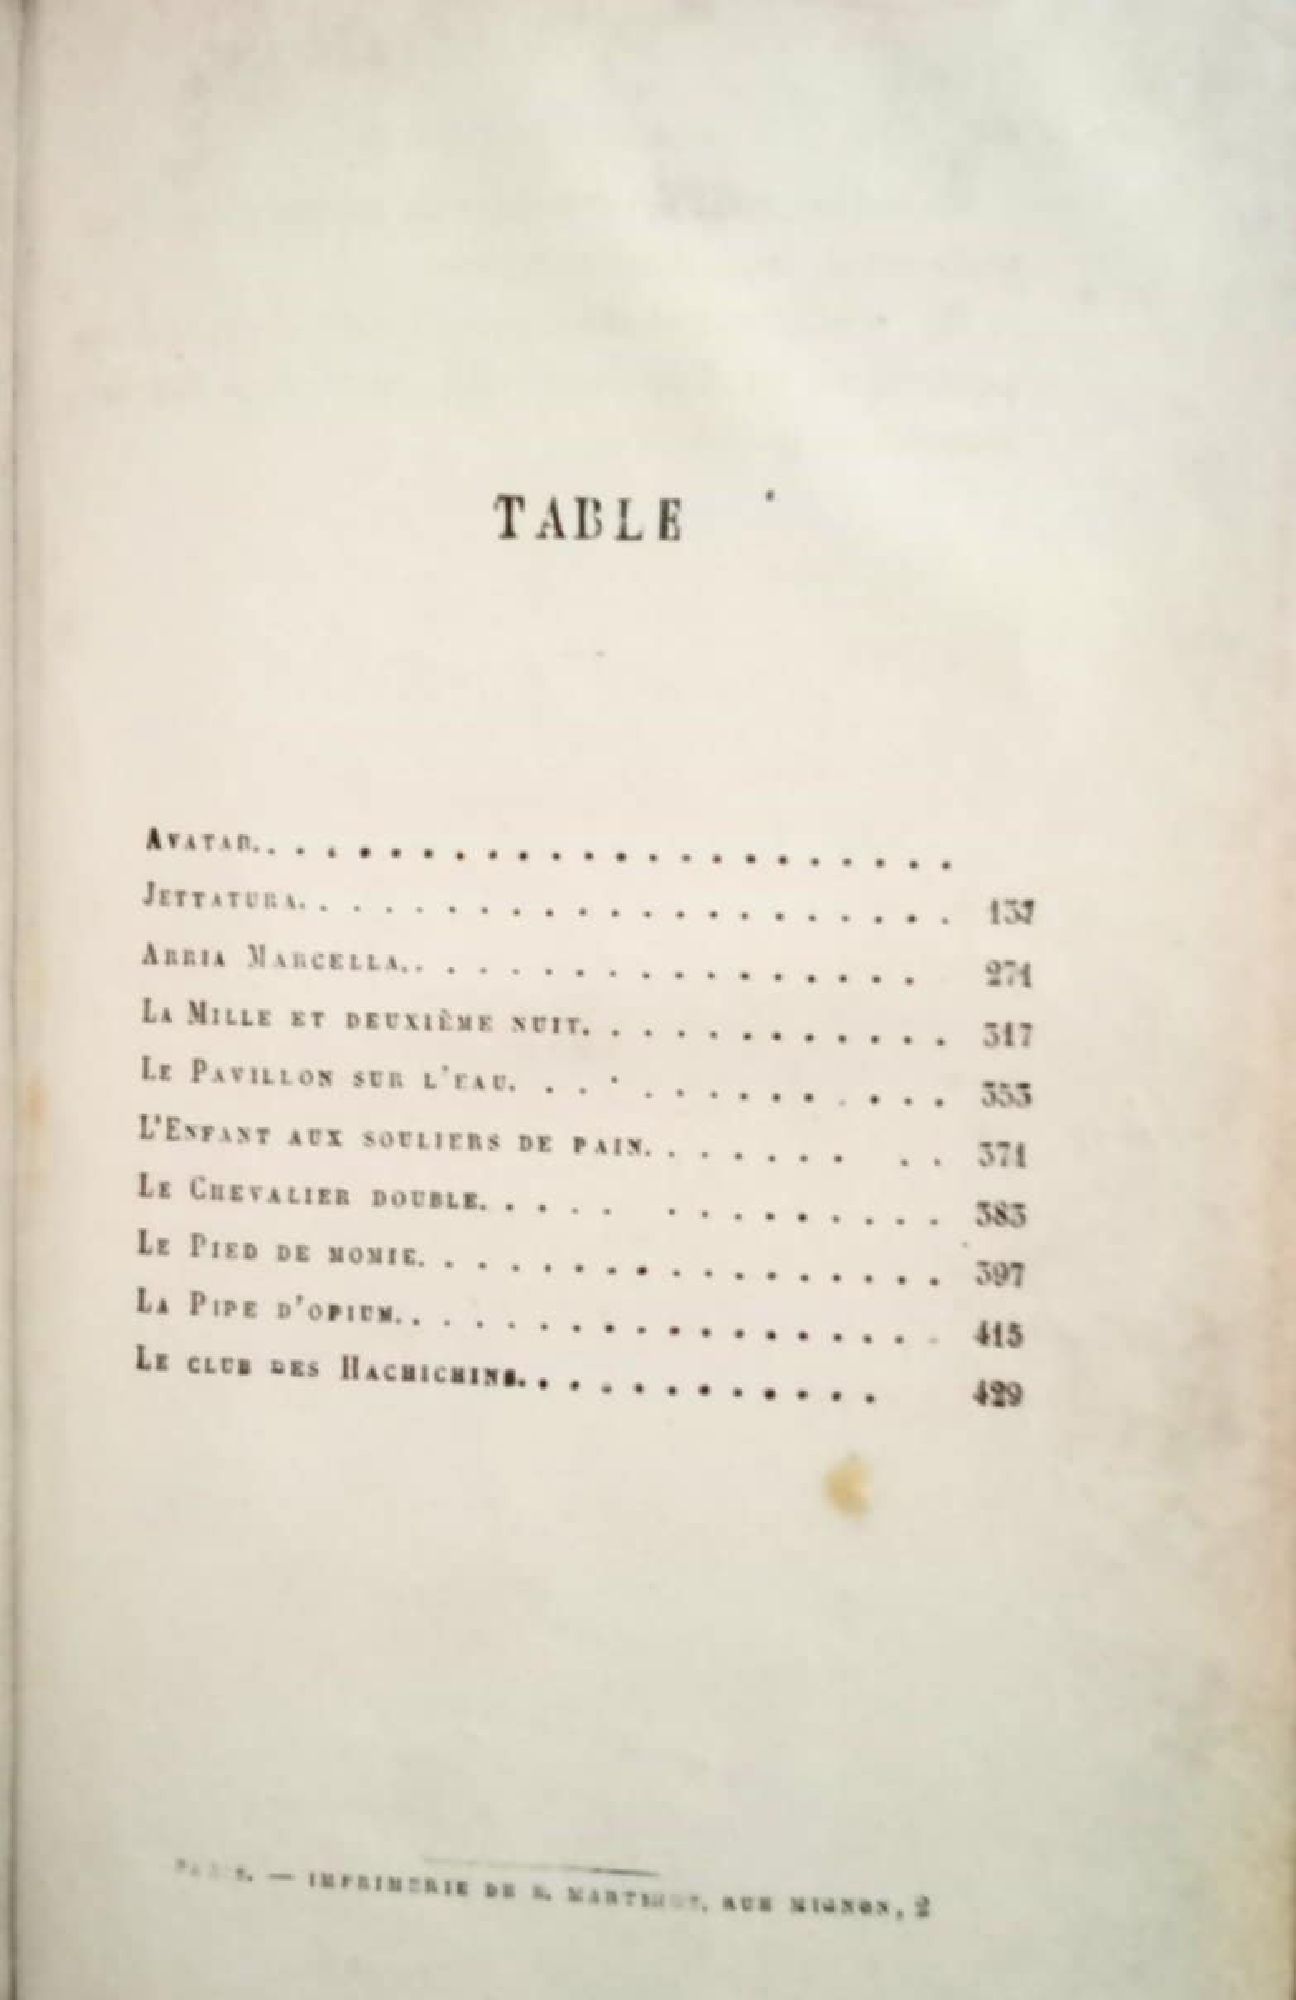 TABLE
AVATAR. . . . . . . . . . . . . . . . . . . . . . .
JETTATURA. . . . . . . . . . . . . . . . . . . . . 137
ARRIA MARCELLA. . . . . . . . . . . . . . . . . 271
LA MILLE ET DEUXIÈME NUIT. . . . . . . . . . . . 317
LE PAVILLON SUR L'EAU. . . . . . . . . . . . . . 353
L'ENFANT AUX SOULIERS DE PAIN. . . . . . . . . 371
LE CHEVALIER DOUBLE. . . . . . . . . . . . . . 383
LE PIED DE MOMIE. . . . . . . . . . . . . . . . . 397
LA PIPE D'OPIUM. . . . . . . . . . . . . . . . . . 415
LE CLUB DES HACHICHINS. . . . . . . . . . . . 429
PARIS. — IMPRIMERIE DE E. MARTINET, RUE MIGNON, 2